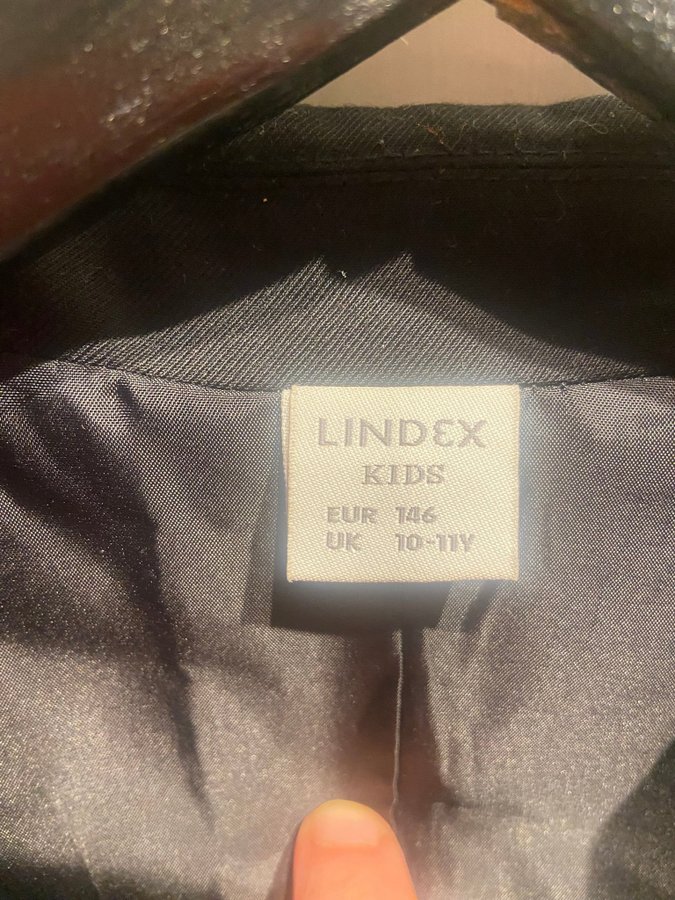 LINDEX
KIDS
EUR 146
UK 10-11Y